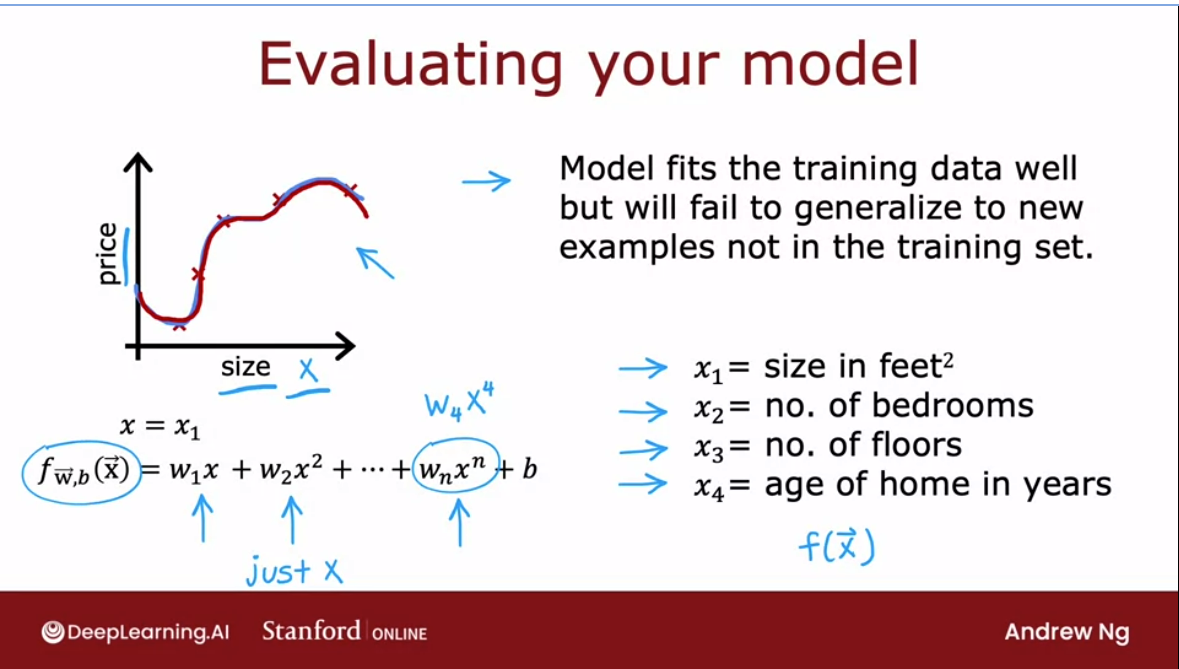 Evaluating your model
price
size X
Model fits the training data well
but will fail to generalize to new
examples not in the training set.
x = x₁
W₄X⁴
f_w⃗,b(x⃗) = w₁x + w₂x² + ⋯ + wₙxⁿ + b
just X
x₁= size in feet²
x₂= no. of bedrooms
x₃= no. of floors
x₄= age of home in years
f(x⃗)
DeepLearning.AI Stanford ONLINE Andrew Ng